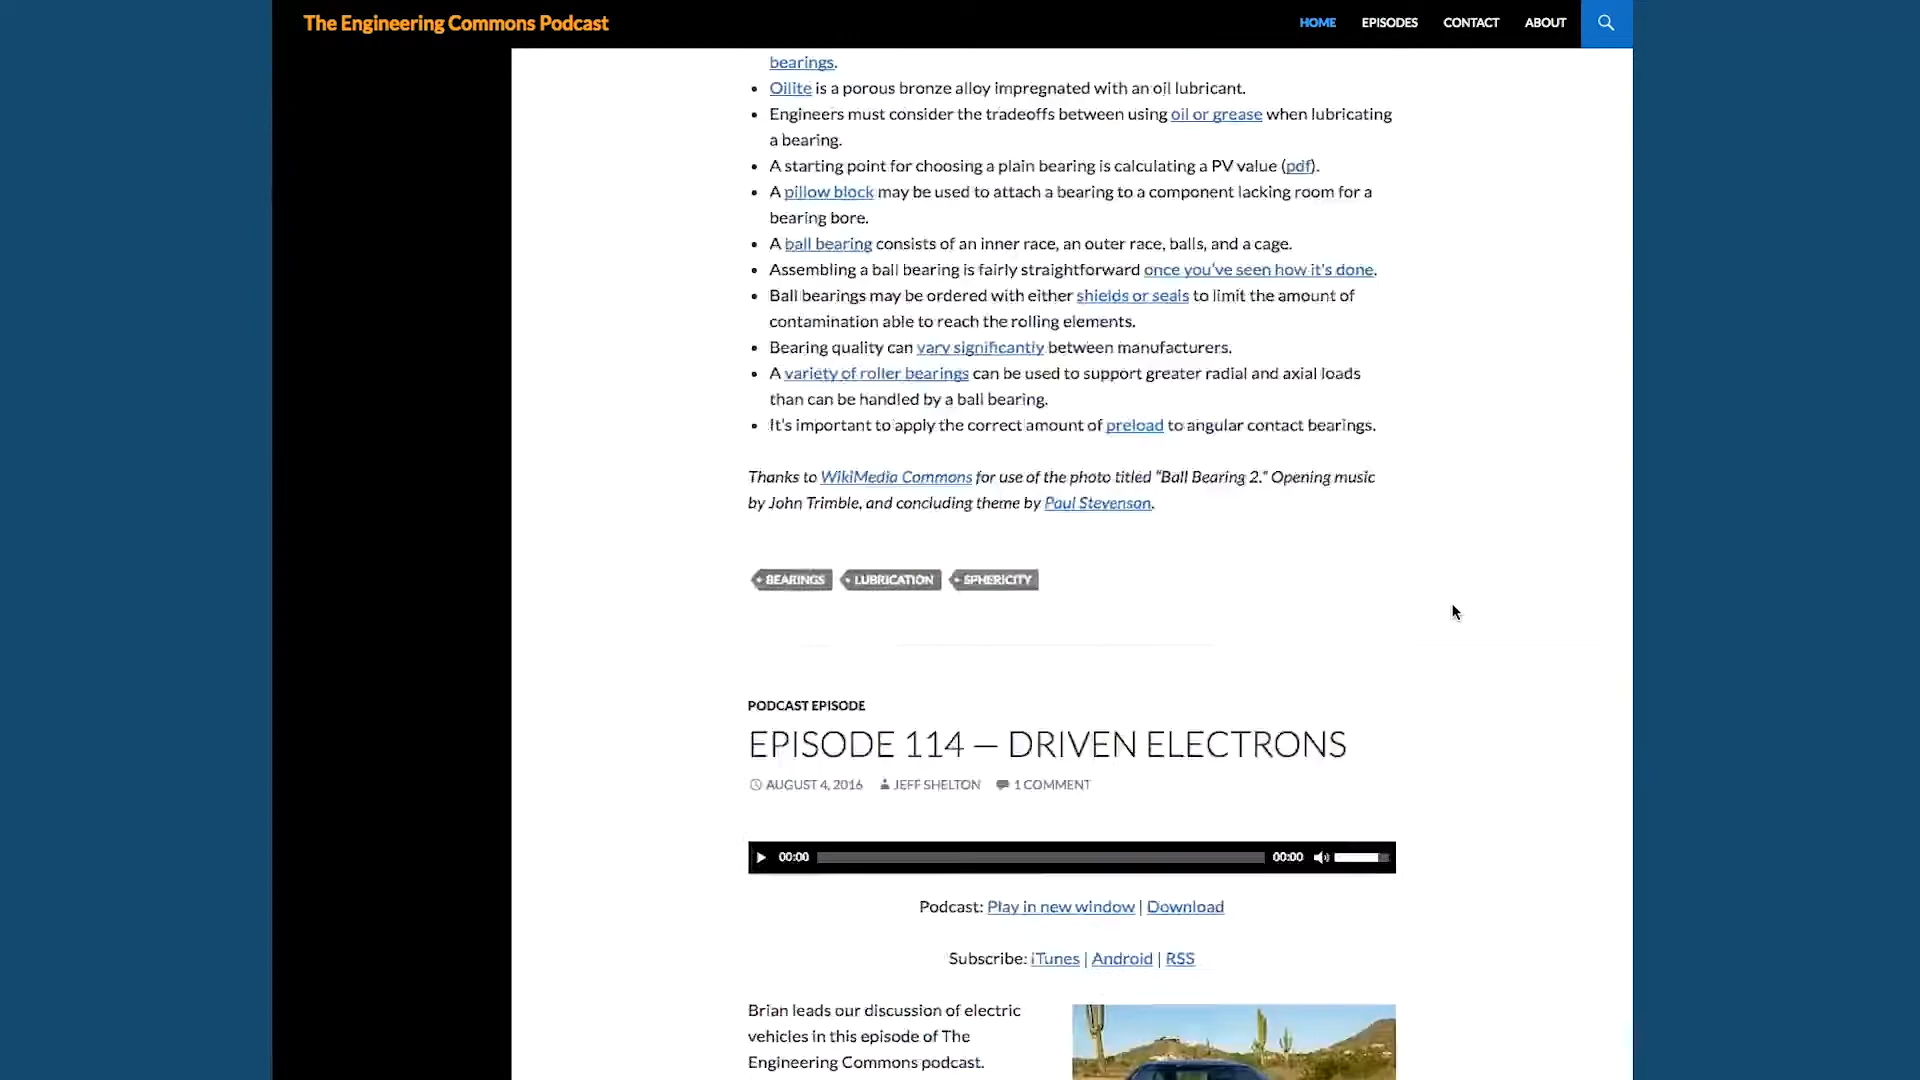 The Engineering Commons Podcast
HOME EPISODES CONTACT ABOUT
bearings.
• Oilite is a porous bronze alloy impregnated with an oil lubricant.
• Engineers must consider the tradeoffs between using oil or grease when lubricating
a bearing.
• A starting point for choosing a plain bearing is calculating a PV value (pdf).
• A pillow block may be used to attach a bearing to a component lacking room for a
bearing bore.
• A ball bearing consists of an inner race, an outer race, balls, and a cage.
• Assembling a ball bearing is fairly straightforward once you've seen how it's done.
• Ball bearings may be ordered with either shields or seals to limit the amount of
contamination able to reach the rolling elements.
• Bearing quality can vary significantly between manufacturers.
• A variety of roller bearings can be used to support greater radial and axial loads
than can be handled by a ball bearing.
• It's important to apply the correct amount of preload to angular contact bearings.
Thanks to WikiMedia Commons for use of the photo titled "Ball Bearing 2." Opening music
by John Trimble, and concluding theme by Paul Stevenson.
BEARINGS LUBRICATION SPHERICITY
PODCAST EPISODE
EPISODE 114 — DRIVEN ELECTRONS
AUGUST 4, 2016 JEFF SHELTON 1 COMMENT
00:00 00:00
Podcast: Play in new window | Download
Subscribe: iTunes | Android | RSS
Brian leads our discussion of electric
vehicles in this episode of The
Engineering Commons podcast.